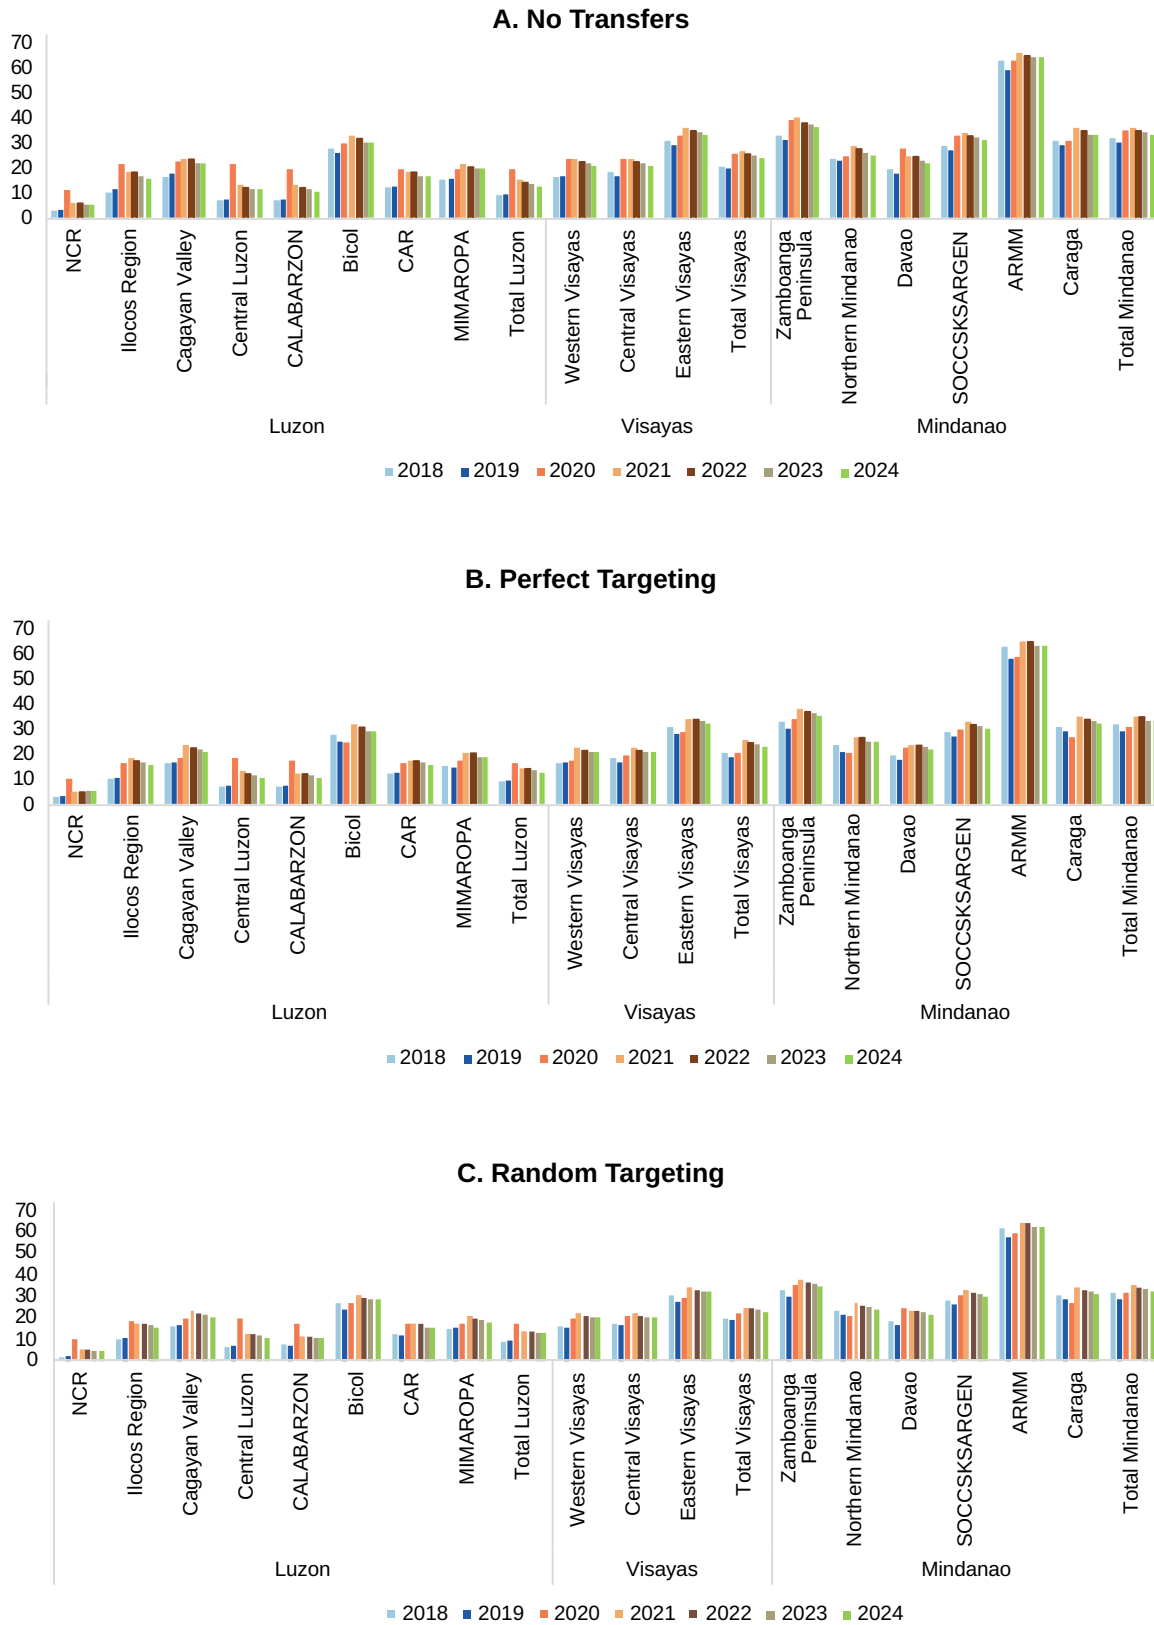 A. No Transfers
70
60
50
40
30
20
10
0
NCR
Ilocos Region
Cagayan Valley
Central Luzon
CALABARZON
Bicol
CAR
MIMAROPA
Total Luzon
Western Visayas
Central Visayas
Eastern Visayas
Total Visayas
Zamboanga
Peninsula
Northern Mindanao
Davao
SOCCSKSARGEN
ARMM
Caraga
Total Mindanao
Luzon Visayas Mindanao
2018 2019 2020 2021 2022 2023 2024
B. Perfect Targeting
70
60
50
40
30
20
10
0
NCR
Ilocos Region
Cagayan Valley
Central Luzon
CALABARZON
Bicol
CAR
MIMAROPA
Total Luzon
Western Visayas
Central Visayas
Eastern Visayas
Total Visayas
Zamboanga
Peninsula
Northern Mindanao
Davao
SOCCSKSARGEN
ARMM
Caraga
Total Mindanao
Luzon Visayas Mindanao
2018 2019 2020 2021 2022 2023 2024
C. Random Targeting
70
60
50
40
30
20
10
0
NCR
Ilocos Region
Cagayan Valley
Central Luzon
CALABARZON
Bicol
CAR
MIMAROPA
Total Luzon
Western Visayas
Central Visayas
Eastern Visayas
Total Visayas
Zamboanga
Peninsula
Northern Mindanao
Davao
SOCCSKSARGEN
ARMM
Caraga
Total Mindanao
Luzon Visayas Mindanao
2018 2019 2020 2021 2022 2023 2024